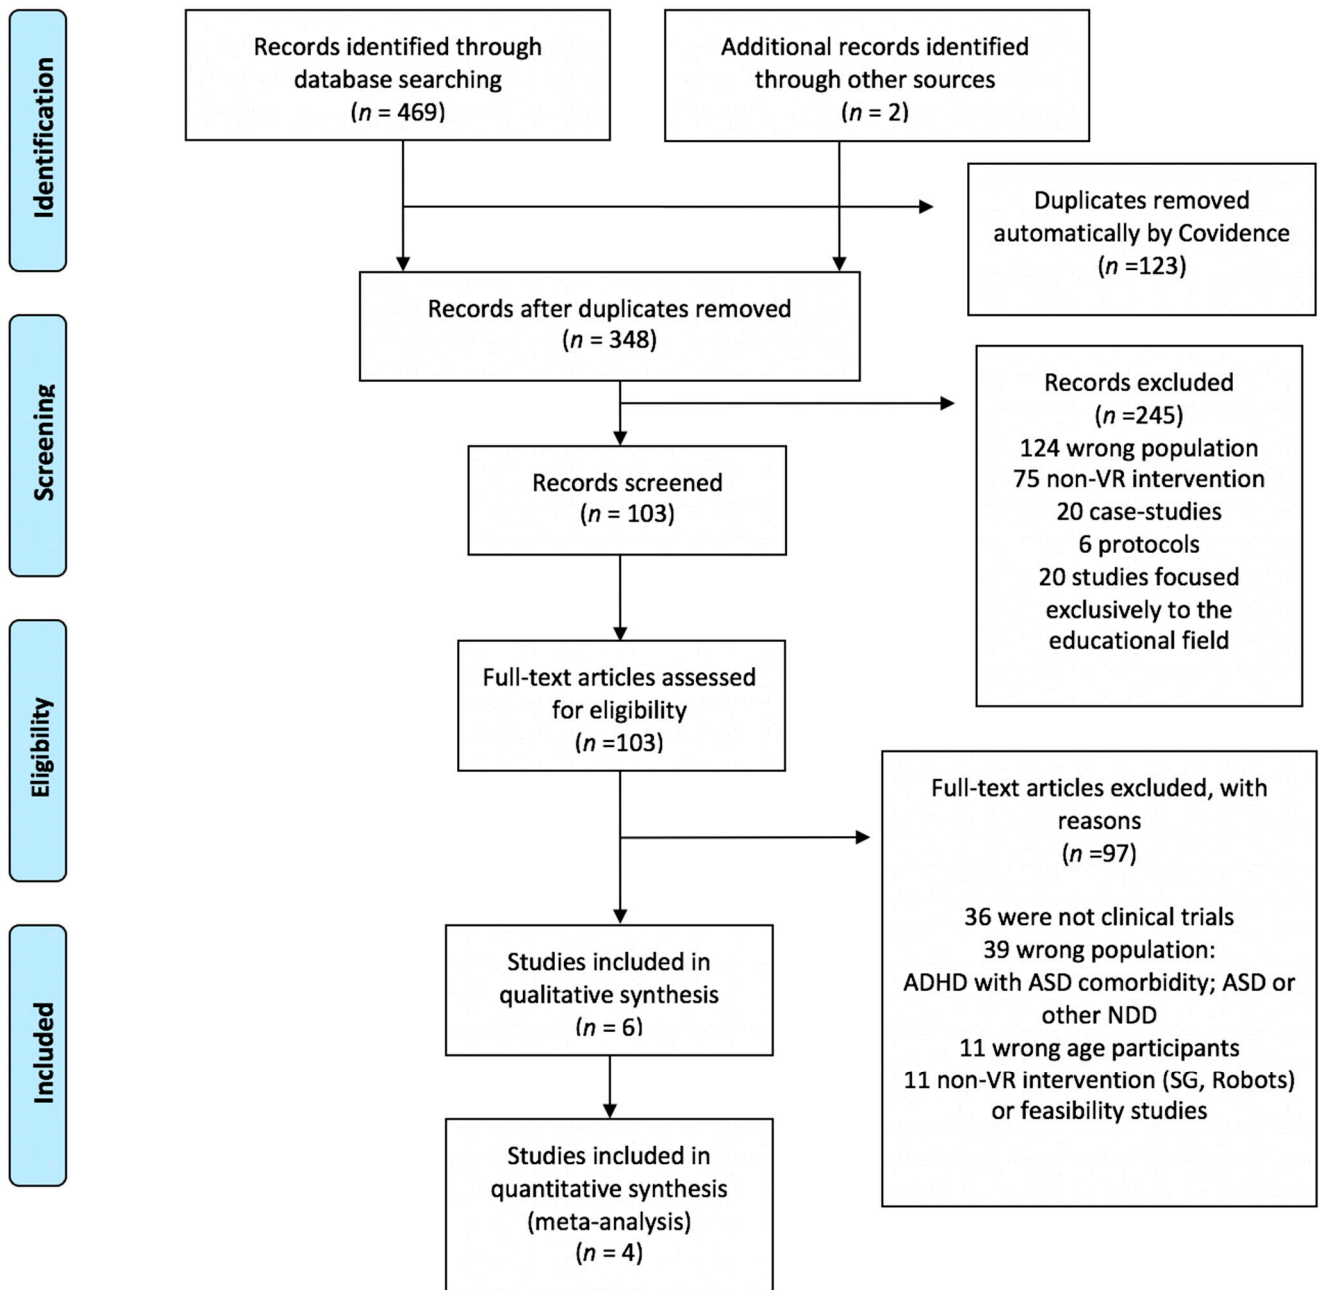 Identification
Records identified through
database searching
(n = 469)
Additional records identified
through other sources
(n = 2)
Duplicates removed
automatically by Covidence
(n =123)
Records after duplicates removed
(n = 348)
Screening
Records excluded
(n =245)
124 wrong population
75 non-VR intervention
20 case-studies
6 protocols
20 studies focused
exclusively to the
educational field
Records screened
(n = 103)
Eligibility
Full-text articles assessed
for eligibility
(n =103)
Full-text articles excluded, with
reasons
(n =97)
36 were not clinical trials
39 wrong population:
ADHD with ASD comorbidity; ASD or
other NDD
11 wrong age participants
11 non-VR intervention (SG, Robots)
or feasibility studies
Included
Studies included in
qualitative synthesis
(n = 6)
Studies included in
quantitative synthesis
(meta-analysis)
(n = 4)